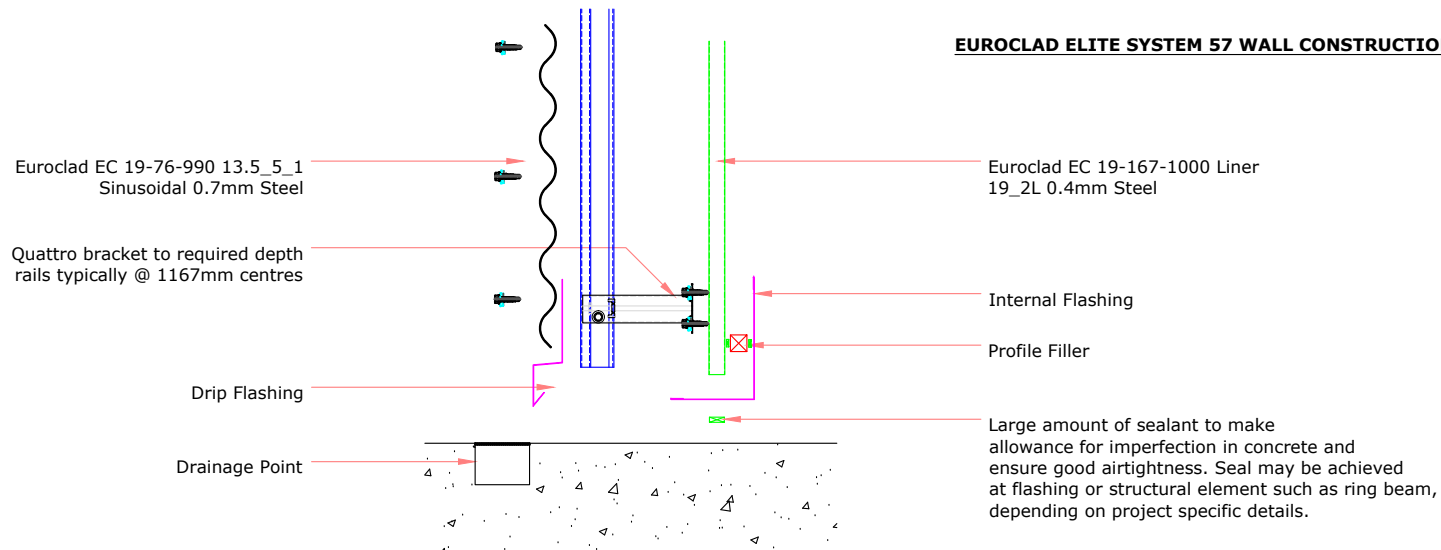 EUROCLAD ELITE SYSTEM 57 WALL CONSTRUCTIO
Euroclad EC 19-76-990 13.5_5_1
Sinusoidal 0.7mm Steel
Quattro bracket to required depth
rails typically @ 1167mm centres
Drip Flashing
Drainage Point
Euroclad EC 19-167-1000 Liner
19_2L 0.4mm Steel
Internal Flashing
Profile Filler
Large amount of sealant to make
allowance for imperfection in concrete and
ensure good airtightness. Seal may be achieved
at flashing or structural element such as ring beam,
depending on project specific details.